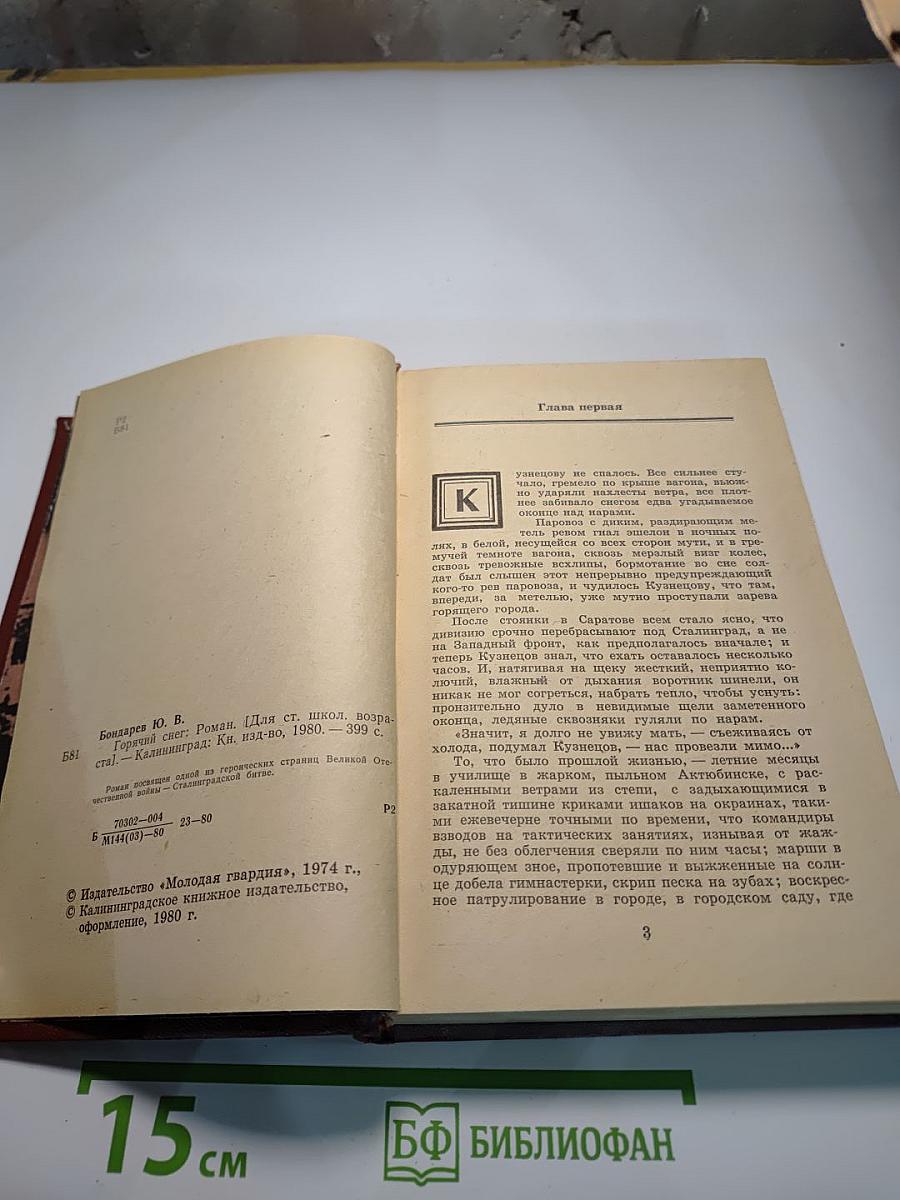 Р2
Б81
Бондарев Ю. В.
Б81 Горячий снег: Роман. [Для ст. школ. возра-
ста]. — Калининград: Кн. изд-во, 1980. — 399 с.
Роман посвящен одной из героических страниц Великой Оте-
чественной войны — Сталинградской битве.
Р2
Б 70302—004
М144(03)—80 23—80
© Издательство «Молодая гвардия», 1974 г.,
© Калининградское книжное издательство,
оформление, 1980 г.
Глава первая
К
узнецову не спалось. Все сильнее сту-
чало, гремело по крыше вагона, вьюж-
но ударяли нахлесты ветра, все плот-
нее забивало снегом едва угадываемое
оконце над нарами.
Паровоз с диким, раздирающим ме-
тель ревом гнал эшелон в ночных по-
лях, в белой, несущейся со всех сторон мути, и в гре-
мучей темноте вагона, сквозь мерзлый визг колес,
сквозь тревожные всхлипы, бормотание во сне сол-
дат был слышен этот непрерывно предупреждающий
кого-то рев паровоза, и чудилось Кузнецову, что там,
впереди, за метелью, уже мутно проступали зарева
горящего города.
После стоянки в Саратове всем стало ясно, что
дивизию срочно перебрасывают под Сталинград, а не
на Западный фронт, как предполагалось вначале; и
теперь Кузнецов знал, что ехать оставалось несколько
часов. И, натягивая на щеку жесткий, неприятно ко-
лючий, влажный от дыхания воротник шинели, он
никак не мог согреться, набрать тепло, чтобы уснуть:
пронзительно дуло в невидимые щели заметенного
оконца, ледяные сквозняки гуляли по нарам.
«Значит, я долго не увижу мать, — съеживаясь от
холода, подумал Кузнецов, — нас провезли мимо...»
То, что было прошлой жизнью, — летние месяцы
в училище в жарком, пыльном Актюбинске, с рас-
каленными ветрами из степи, с задыхающимися в
закатной тишине криками ишаков на окраинах, таки-
ми ежевечерне точными по времени, что командиры
взводов на тактических занятиях, изнывая от жаж-
ды, не без облегчения сверяли по ним часы; марши в
одуряющем зное, пропотевшие и выжженные на солн-
це добела гимнастерки, скрип песка на зубах; воскрес-
ное патрулирование в городе, в городском саду, где
3
15 см
БФ БИБЛИОФАН